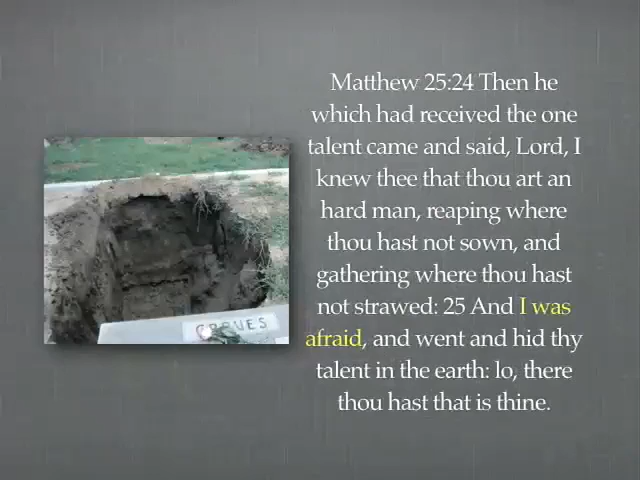 Matthew 25:24 Then he
which had received the one
talent came and said, Lord, I
knew thee that thou art an
hard man, reaping where
thou hast not sown, and
gathering where thou hast
not strawed: 25 And I was
afraid, and went and hid thy
talent in the earth: lo, there
thou hast that is thine.